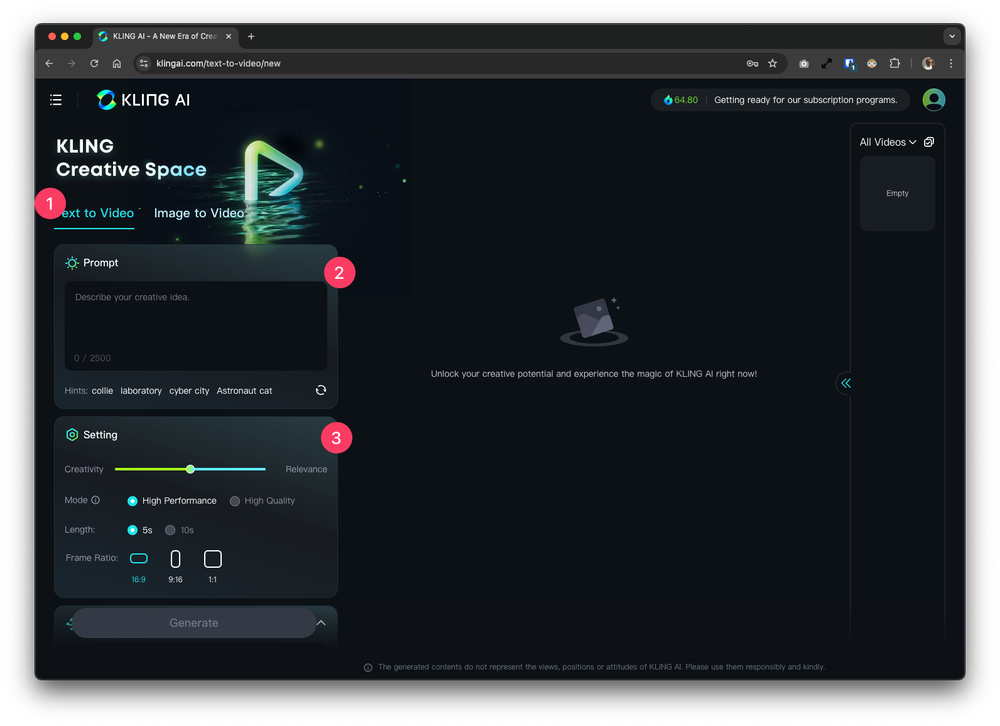 KLING AI - A New Era of Crea
klingai.com/text-to-video/new
1
KLING AI
64.80
Getting ready for our subscription programs.
KLING
Creative Space
All Videos
Empty
1
ext to Video
Image to Video
Prompt
2
Describe your creative idea.
0 / 2500
Hints: collie laboratory cyber city Astronaut cat
Unlock your creative potential and experience the magic of KLING AI right now!
Setting
3
Creativity
Relevance
Mode
High Performance
High Quality
Length:
5s
10s
Frame Ratio:
16:9
9:16
1:1
Generate
The generated contents do not represent the views, positions or attitudes of KLING AI. Please use them responsibly and kindly.